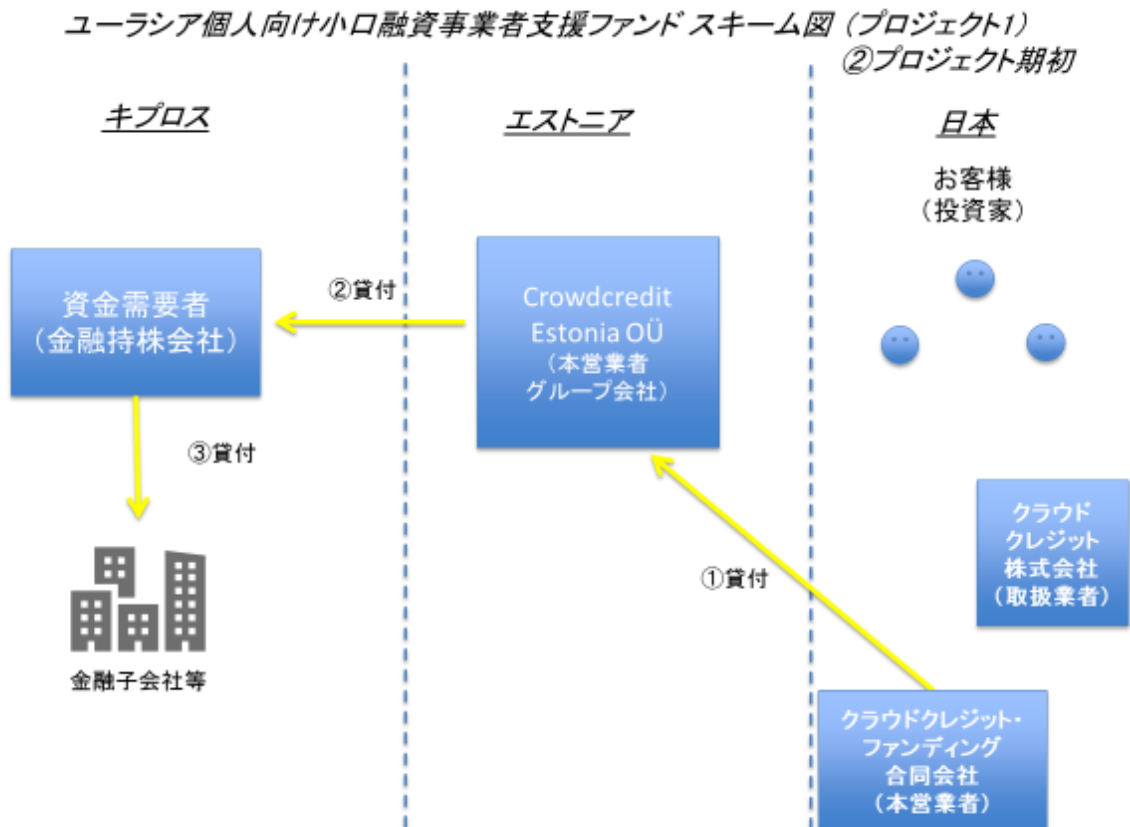 ユーラシア個人向け小口融資事業者支援ファンド スキーム図 (プロジェクト1)
②プロジェクト期初
キプロス
エストニア
日本
お客様
(投資家)
資金需要者
(金融持株会社)
②貸付
Crowdcredit
Estonia OÜ
(本営業者
グループ会社)
③貸付
クラウド
クレジット
株式会社
(取扱業者)
①貸付
金融子会社等
クラウドクレジット・
ファンディング
合同会社
(本営業者)